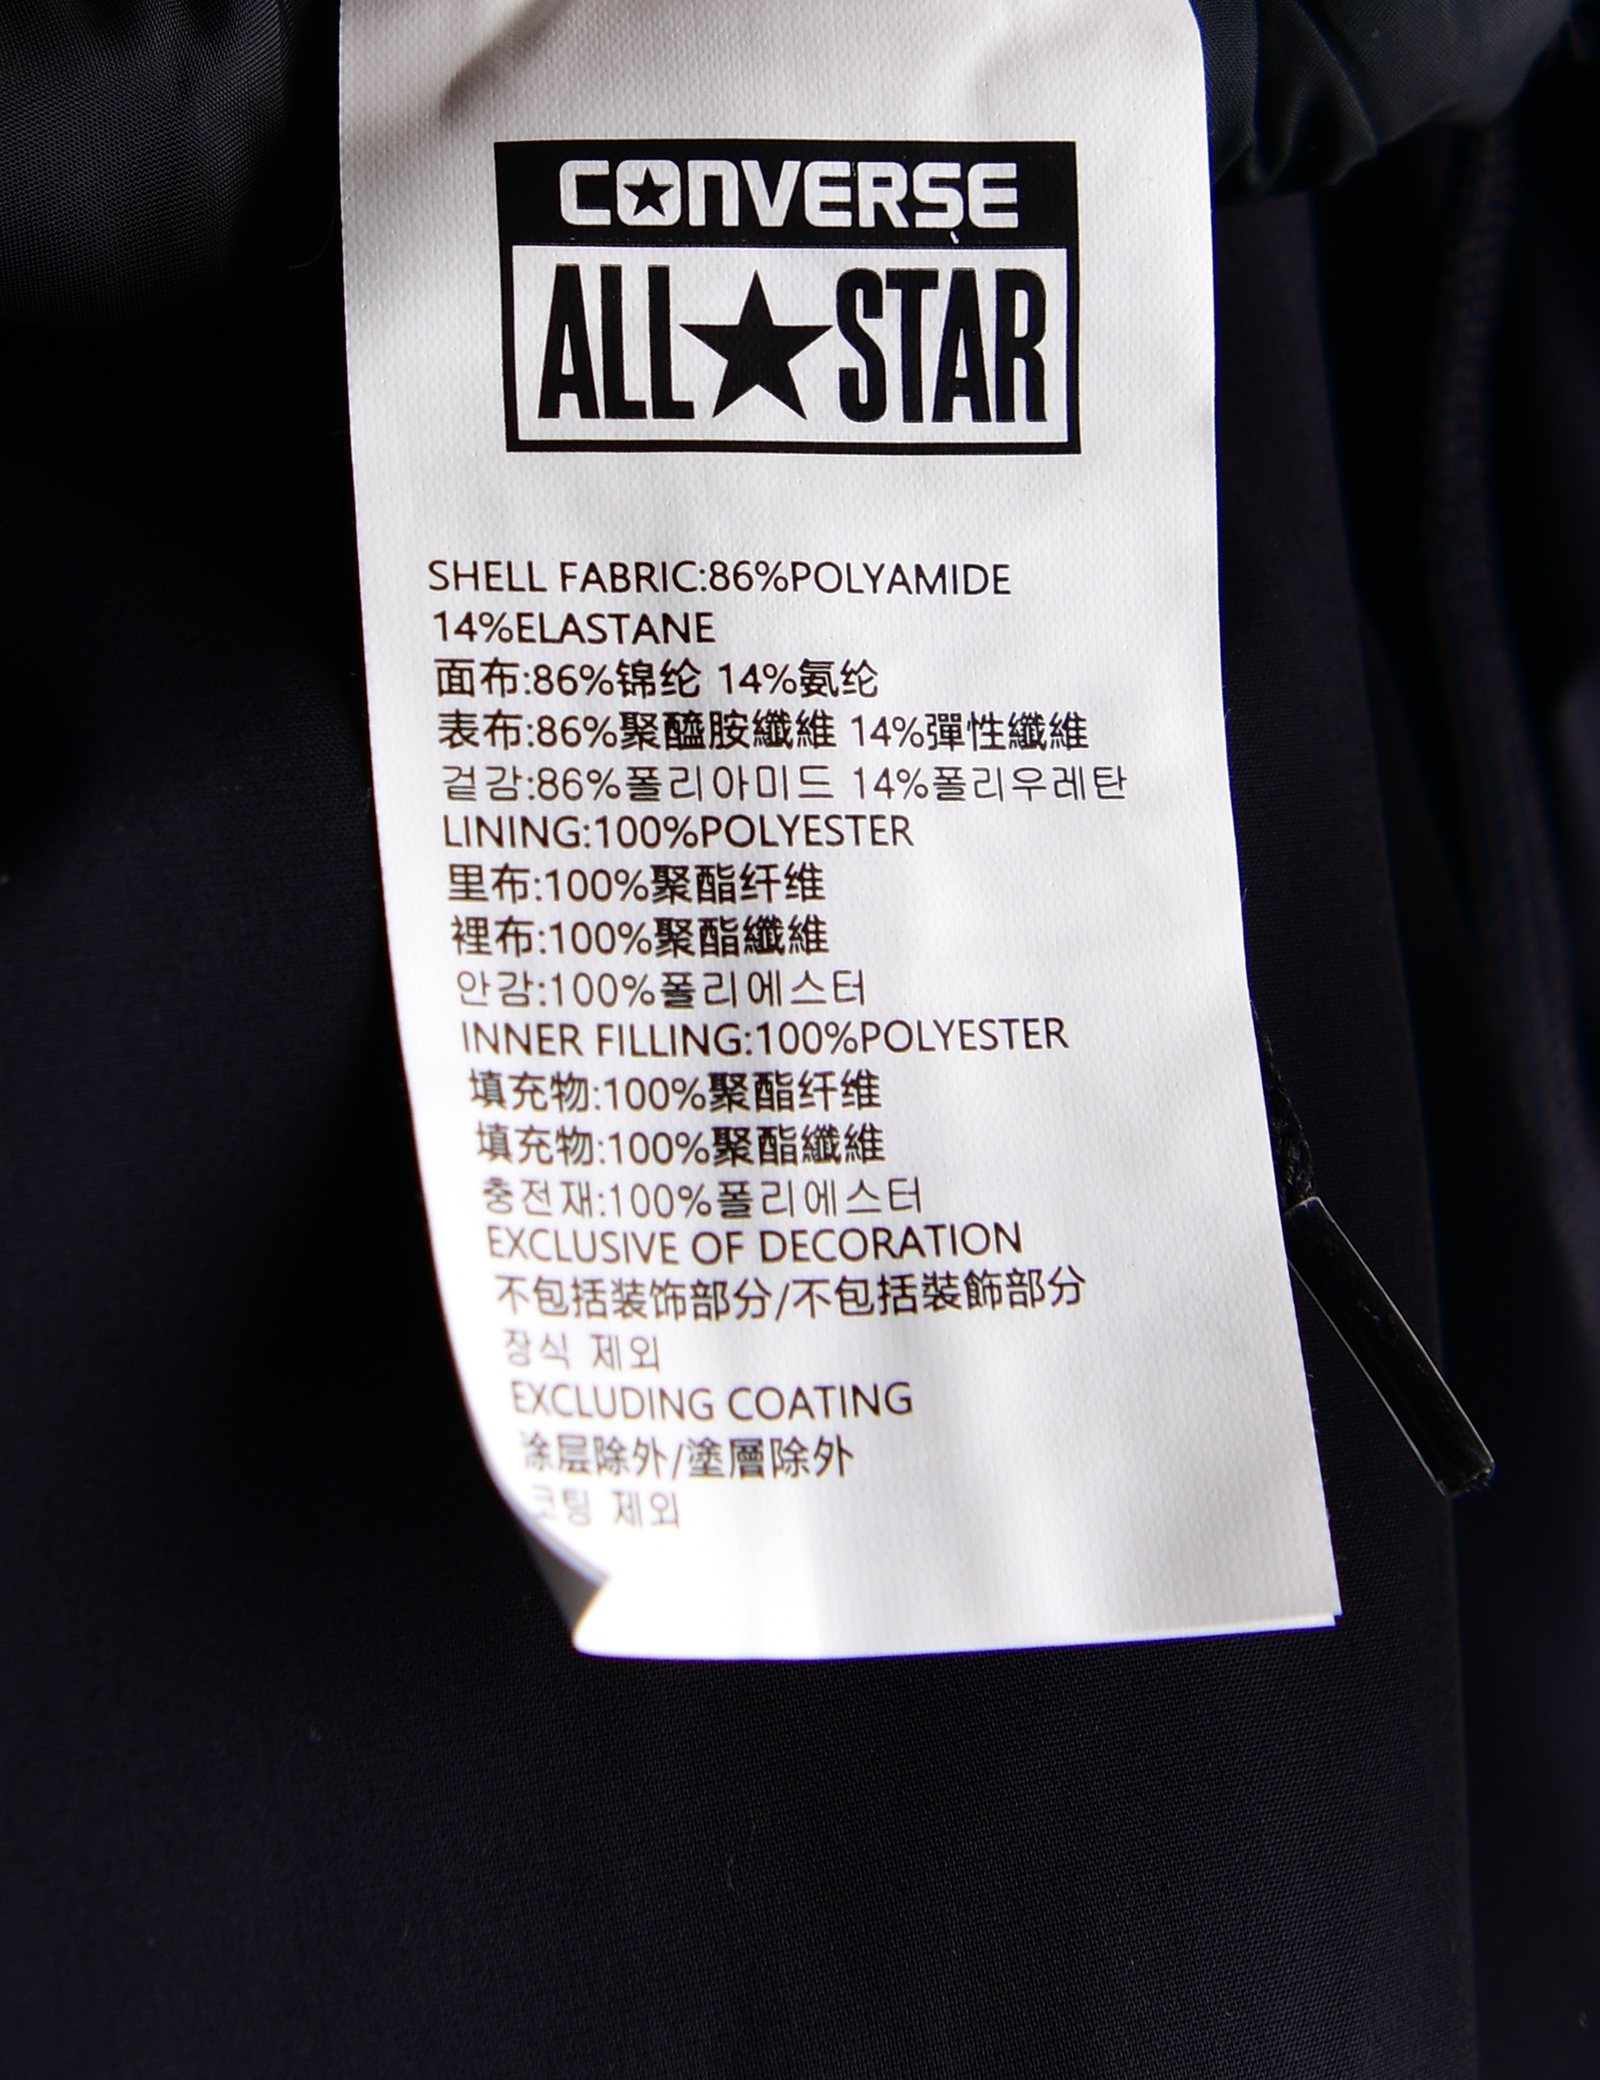 CONVERSE
ALL★STAR
SHELL FABRIC:86%POLYAMIDE
14%ELASTANE
面布:86%锦纶 14%氨纶
表布:86%聚醯胺纖維 14%彈性纖維
겉감:86%폴리아미드 14%폴리우레탄
LINING:100%POLYESTER
里布:100%聚酯纤维
裡布:100%聚酯纖維
안감:100%폴리에스터
INNER FILLING:100%POLYESTER
填充物:100%聚酯纤维
填充物:100%聚酯纖維
충전재:100%폴리에스터
EXCLUSIVE OF DECORATION
不包括装饰部分/不包括裝飾部分
장식 제외
EXCLUDING COATING
涂层除外/塗層除外
코팅 제외